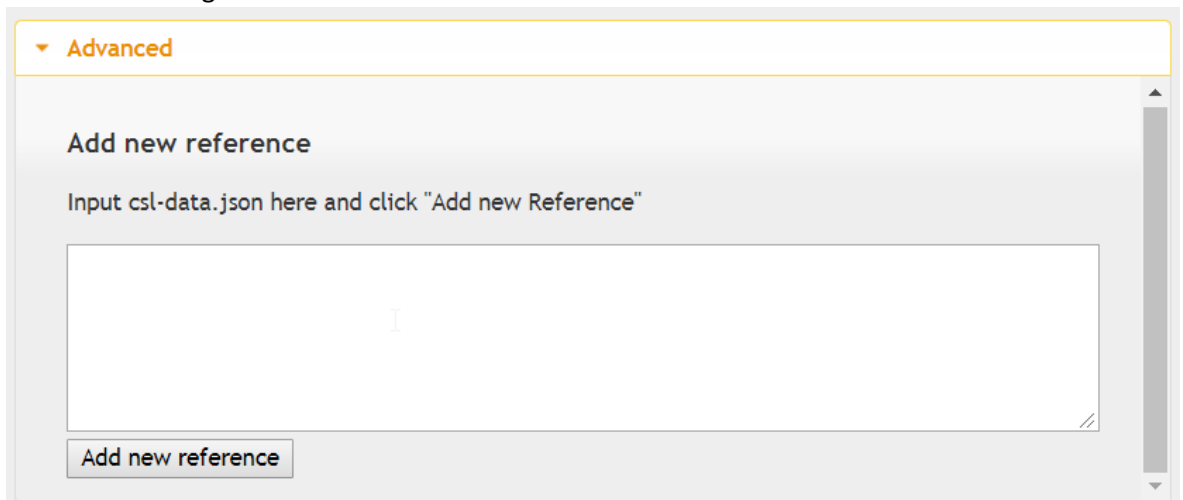 Advanced
Add new reference
Input csl-data.json here and click "Add new Reference"
Add new reference